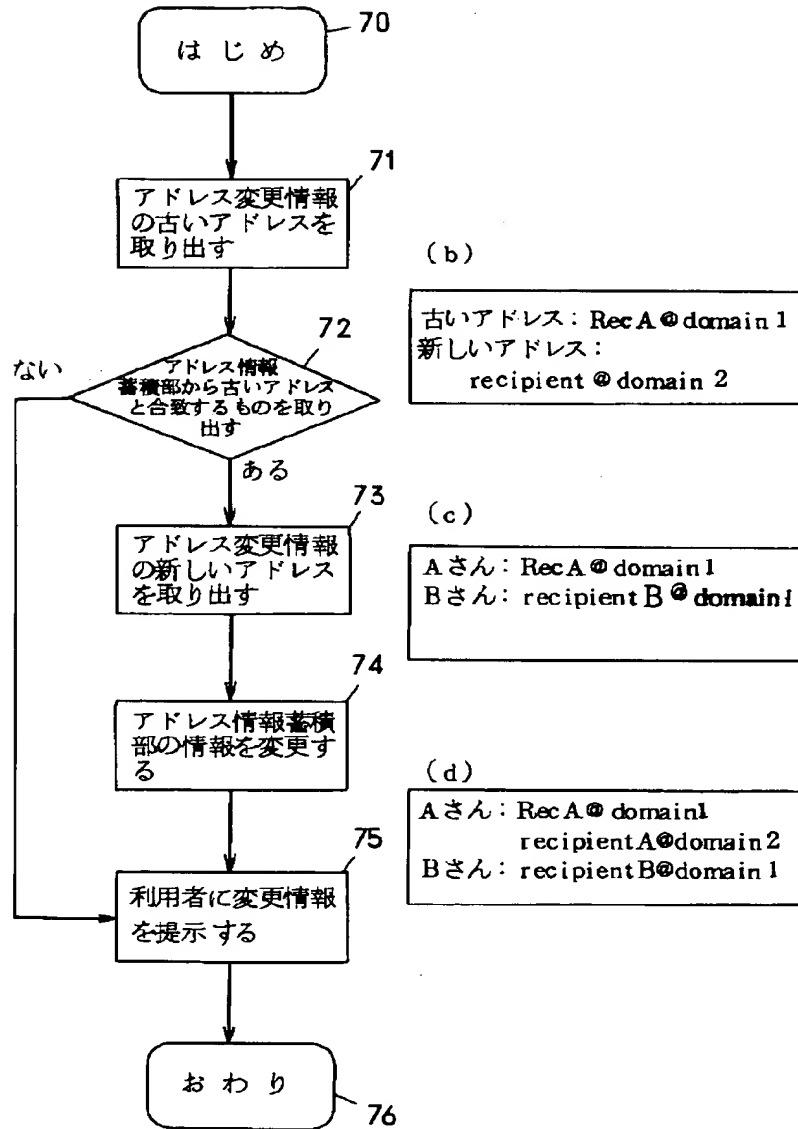 70
はじめ
71
アドレス変更情報
の古いアドレスを
取り出す
72
アドレス情報
蓄積部から古いアドレス
と合致するものを取り
出す
ない
ある
73
アドレス変更情報
の新しいアドレス
を取り出す
74
アドレス情報蓄積
部の情報を変更す
る
75
利用者に変更情報
を提示する
おわり
76
(b)
古いアドレス: RecA@domain1
新しいアドレス:
recipient@domain2
(c)
Aさん: RecA@domain1
Bさん: recipientB@domain1
(d)
Aさん: RecA@domain1
recipientA@domain2
Bさん: recipientB@domain1